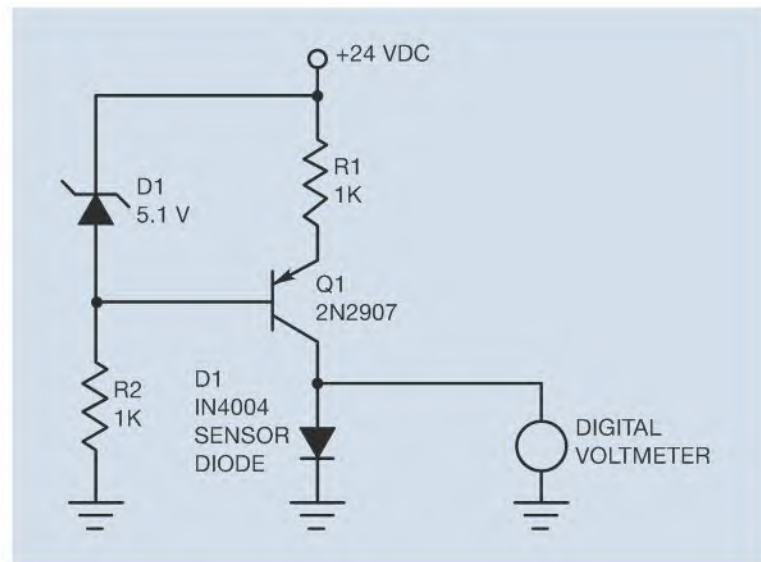 +24 VDC
D1
5.1 V
R1
1K
Q1
2N2907
R2
1K
D1
IN4004
SENSOR
DIODE
DIGITAL
VOLTMETER